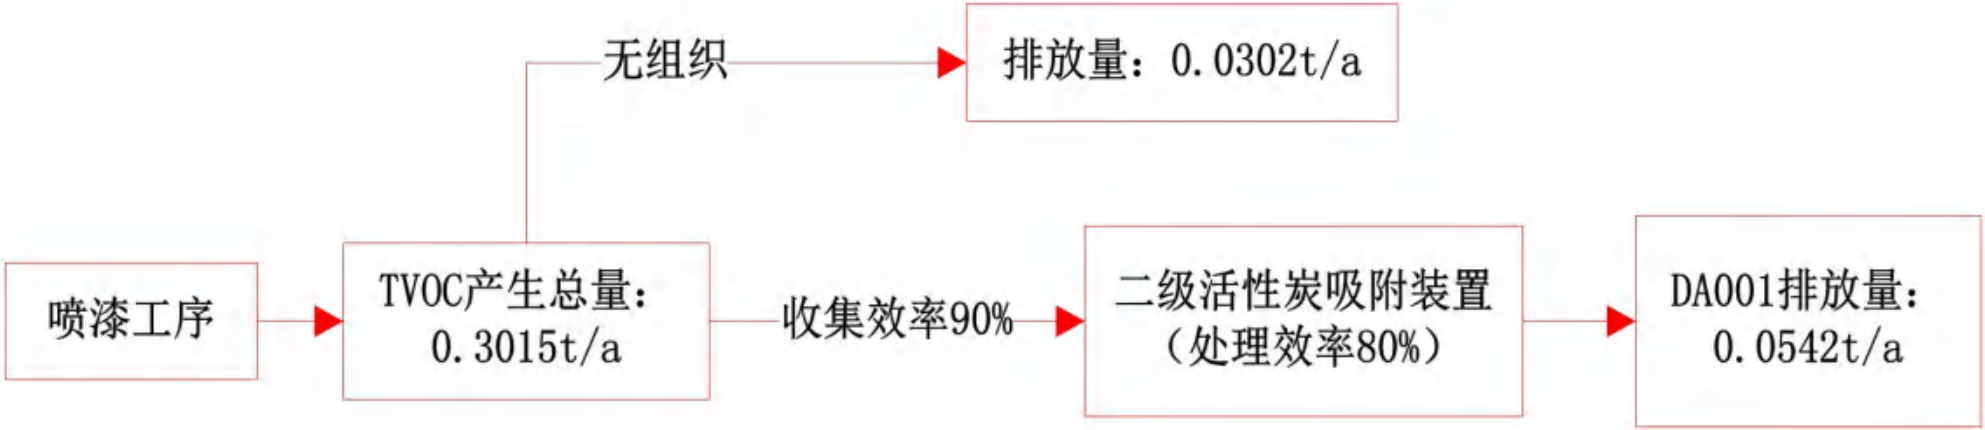 无组织
排放量：0.0302t/a
喷漆工序
TVOC产生总量：
0.3015t/a
收集效率90%
二级活性炭吸附装置
（处理效率80%）
DA001排放量：
0.0542t/a